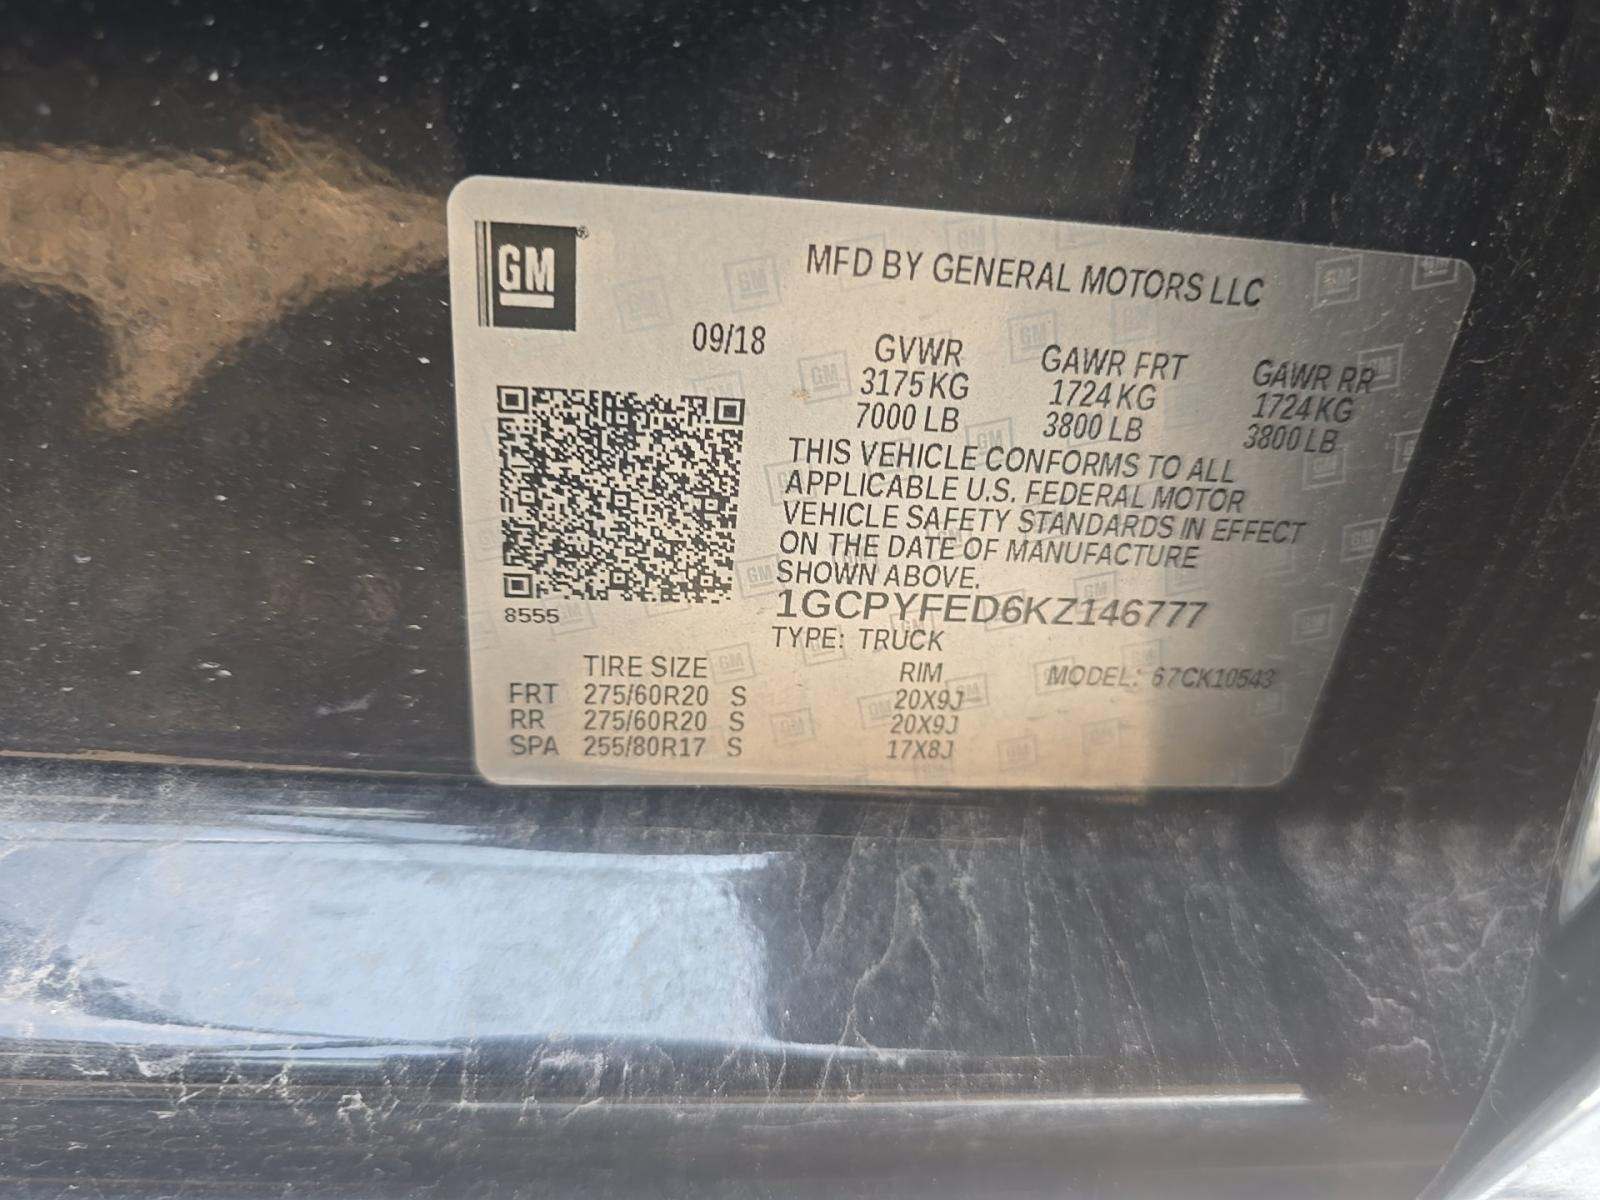 GM
MFD BY GENERAL MOTORS LLC
09/18
GVWR GAWR FRT GAWR RR
3175 KG 1724 KG 1724 KG
7000 LB 3800 LB 3800 LB
THIS VEHICLE CONFORMS TO ALL
APPLICABLE U.S. FEDERAL MOTOR
VEHICLE SAFETY STANDARDS IN EFFECT
ON THE DATE OF MANUFACTURE
SHOWN ABOVE.
8555
1GCPYFED6KZ146777
TYPE: TRUCK
TIRE SIZE RIM MODEL: 67CK10543
FRT 275/60R20 S 20X9J
RR 275/60R20 S 20X9J
SPA 255/80R17 S 17X8J